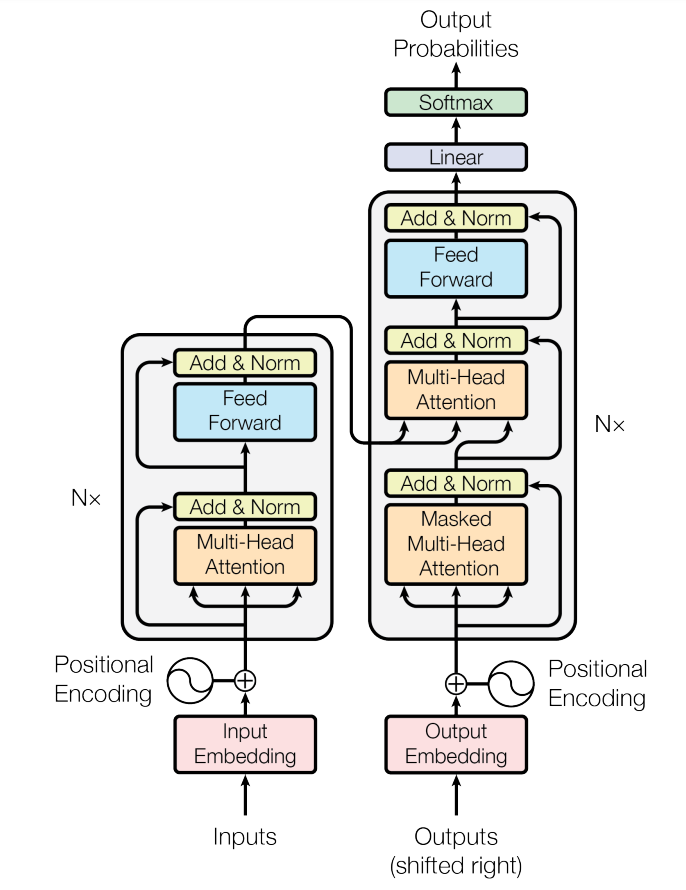 Output
Probabilities
Softmax
Linear
Add & Norm
Feed
Forward
Add & Norm
Multi-Head
Attention
Add & Norm
Masked
Multi-Head
Attention
N×
Positional
Encoding
Output
Embedding
Outputs
(shifted right)
Add & Norm
Feed
Forward
Add & Norm
Multi-Head
Attention
N×
Positional
Encoding
Input
Embedding
Inputs